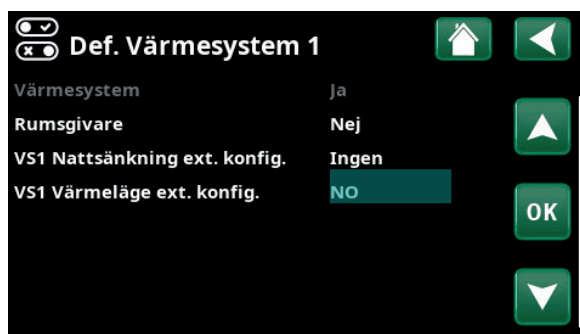 Def. Värmesystem 1
Värmesystem Ja
Rumsgivare Nej
VS1 Nattsänkning ext. konfig. Ingen
VS1 Värmeläge ext. konfig. NO
OK